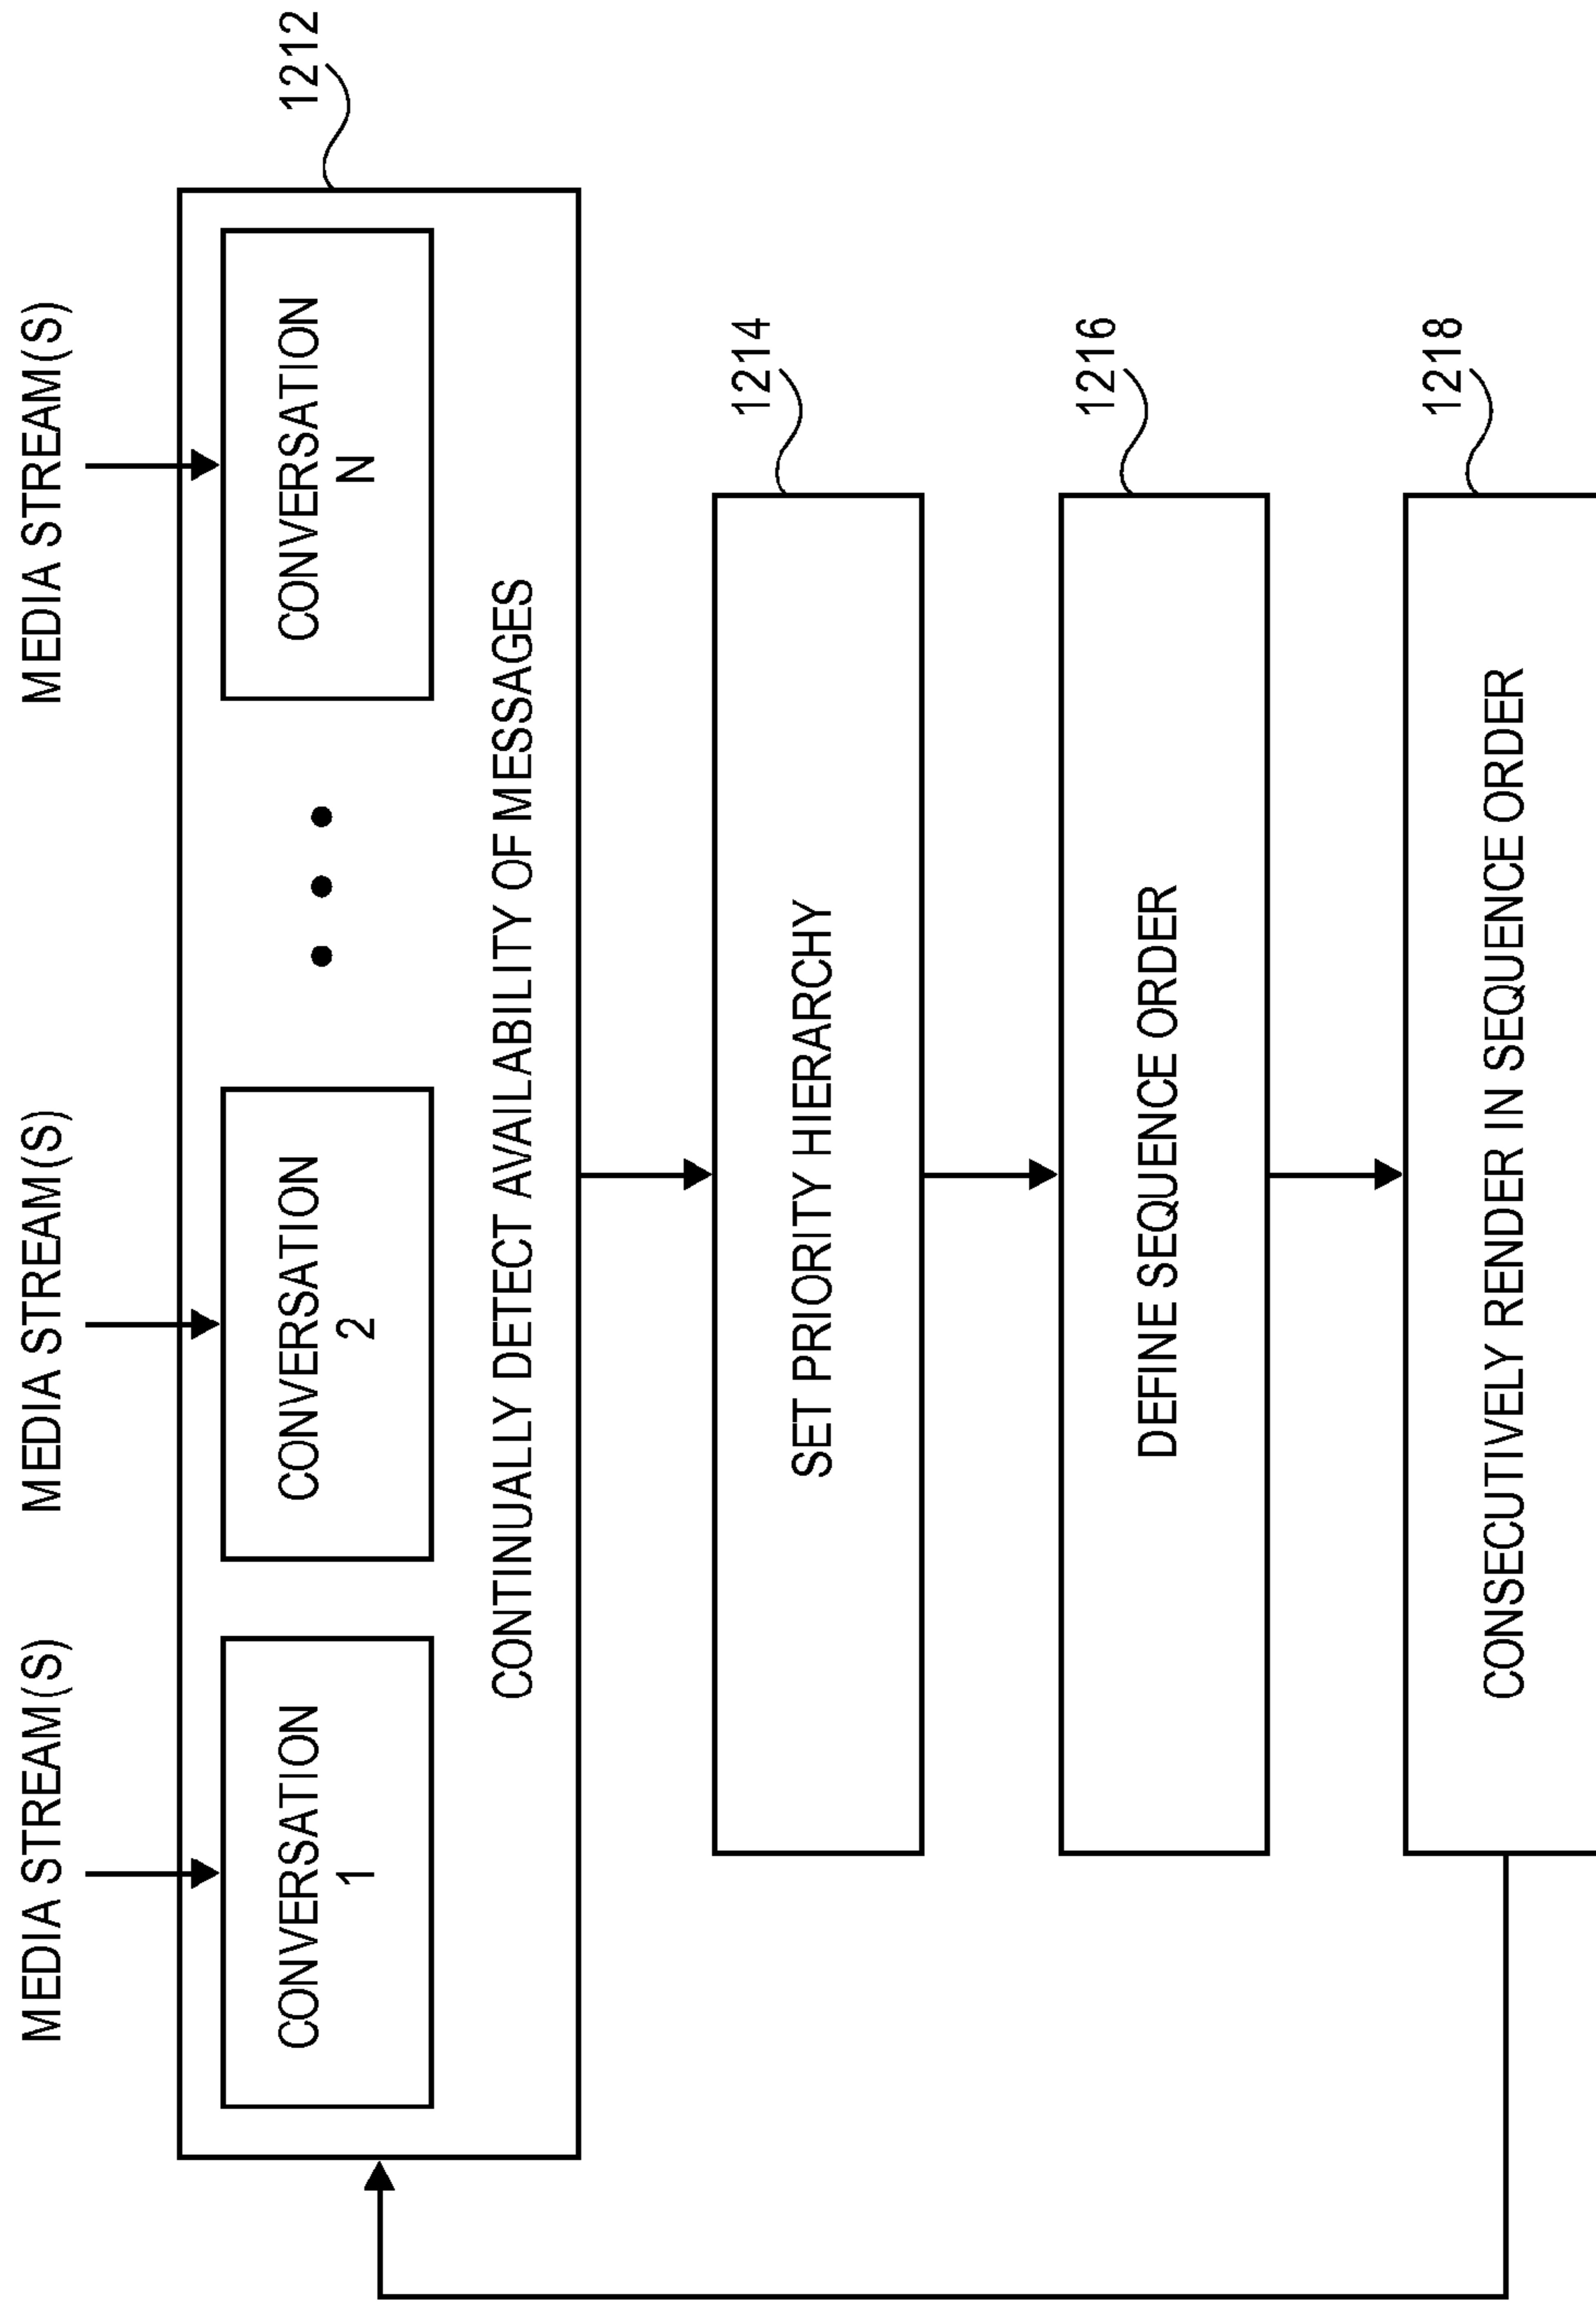 MEDIA STREAM(S)
MEDIA STREAM(S)
MEDIA STREAM(S)
1212
CONVERSATION
1
CONVERSATION
2
CONVERSATION
N
CONTINUALLY DETECT AVAILABILITY OF MESSAGES
1214
SET PRIORITY HIERARCHY
1216
DEFINE SEQUENCE ORDER
1218
CONSECUTIVELY RENDER IN SEQUENCE ORDER